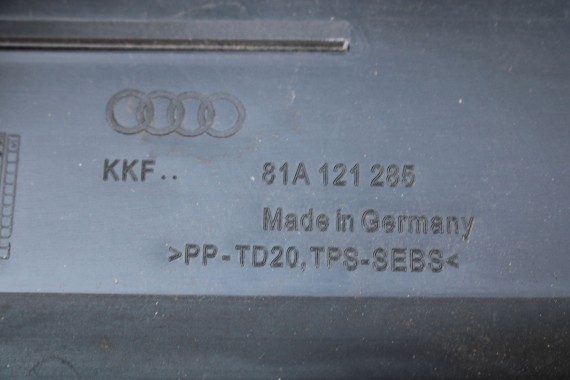 KKF.. 81A 121 285
Made in Germany
>PP-TD20,TPS-SEBS<